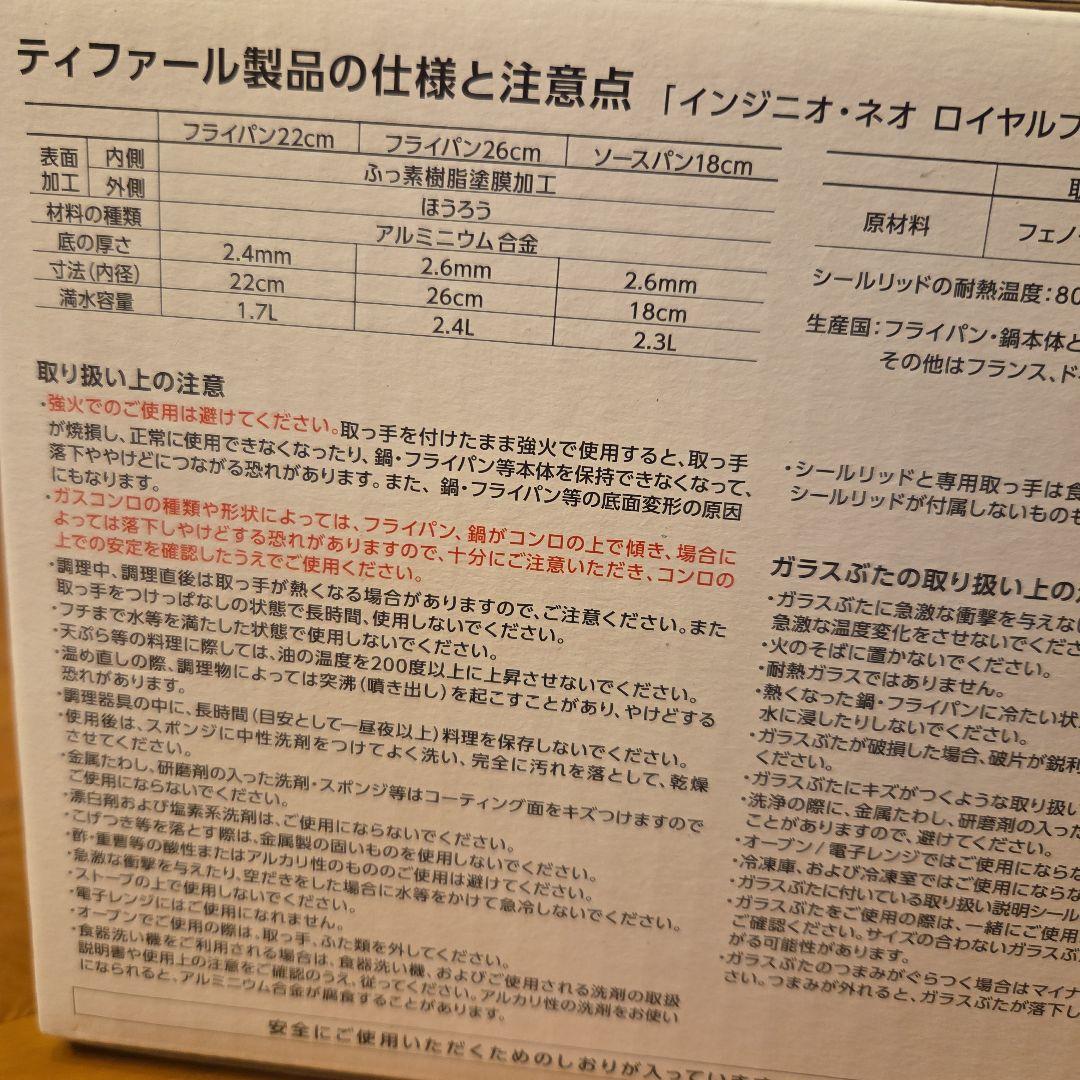 ティファール製品の仕様と注意点 「インジニオ・ネオ ロイヤルブ
フライパン22cm フライパン26cm ソースパン18cm
表面加工 内側 ふっ素樹脂塗膜加工
外側 ほうろう
材料の種類 アルミニウム合金
底の厚さ 2.4mm 2.6mm 2.6mm
寸法(内径) 22cm 26cm 18cm
満水容量 1.7L 2.4L 2.3L
取り扱い上の注意
・強火でのご使用は避けてください。取っ手を付けたまま強火で使用すると、取っ手
が焼損し、正常に使用できなくなったり、鍋・フライパン等本体を保持できなくなって、
落下ややけどにつながる恐れがあります。また、鍋・フライパン等の底面変形の原因
にもなります。
・ガスコンロの種類や形状によっては、フライパン、鍋がコンロの上で傾き、場合に
よっては落下しやけどする恐れがありますので、十分にご注意いただき、コンロの
上での安定を確認したうえでご使用ください。
・調理中、調理直後は取っ手が熱くなる場合がありますので、ご注意ください。また
取っ手をつけっぱなしの状態で長時間、使用しないでください。
・フチまで水等を満たした状態で使用しないでください。
・天ぷら等の料理に際しては、油の温度を200度以上に上昇させないでください。
・温め直しの際、調理物によっては突沸(噴き出し)を起こすことがあり、やけどする
恐れがあります。
・調理器具の中に、長時間(目安として一昼夜以上)料理を保存しないでください。
・使用後は、スポンジに中性洗剤をつけてよく洗い、完全に汚れを落として、乾燥
させてください。
・金属たわし、研磨剤の入った洗剤・スポンジ等はコーティング面をキズつけますので
ご使用にならないでください。
・漂白剤および塩素系洗剤は、ご使用にならないでください。
・こげつき等を落とす際は、金属製の固いものを使用しないでください。
・酢・重曹等の酸性またはアルカリ性のもののご使用は避けてください。
・急激な衝撃を与えたり、空だきをした場合に水等をかけて急冷しないでください。
・ストーブの上で使用しないでください。
・電子レンジにはご使用になれません。
・オーブンでご使用の際は、取っ手、ふた類を外してください。
・食器洗い機をご利用される場合は、食器洗い機、およびご使用される洗剤の取扱
説明書や使用上の注意をご確認のうえ、従ってください。アルカリ性の洗剤をお使い
になられると、アルミニウム合金が腐食することがあります。
安全にご使用いただくためのしおりが入っています
取
原材料 フェノー
シールリッドの耐熱温度:80
生産国:フライパン・鍋本体と
その他はフランス、ド
・シールリッドと専用取っ手は食
シールリッドが付属しないものも
ガラスぶたの取り扱い上の
・ガラスぶたに急激な衝撃を与えない
急激な温度変化をさせないでくださ
・火のそばに置かないでください。
・耐熱ガラスではありません。
・熱くなった鍋・フライパンに冷たい状
水に浸したりしないでください。
・ガラスぶたが破損した場合、破片が鋭利
ください。
・ガラスぶたにキズがつくような取り扱い
・洗浄の際に、金属たわし、研磨剤の入った
ことがありますので、避けてください。
・オーブン/電子レンジではご使用になら
・冷凍庫、および冷凍室ではご使用にならな
・ガラスぶたに付いている取り扱い説明シール
・ガラスぶたをご使用の際は、一緒にご使用
ご確認ください。サイズの合わないガラスぶ
がる可能性があります。
・ガラスぶたのつまみがぐらつく場合はマイナ
さい。つまみが外れると、ガラスぶたが落下し